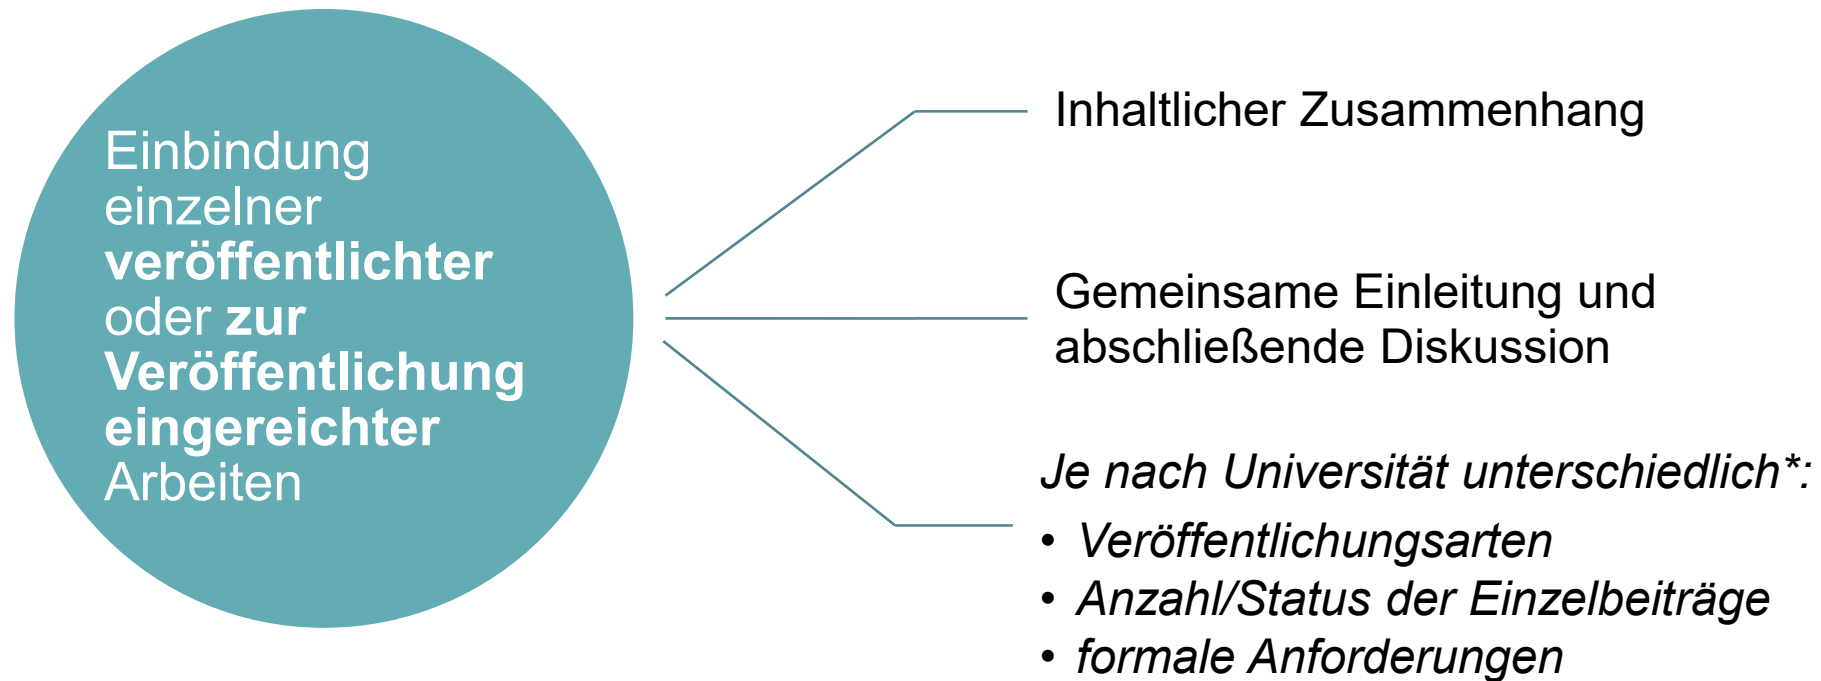 Einbindung
einzelner
veröffentlichter
oder zur
Veröffentlichung
eingereichter
Arbeiten
Inhaltlicher Zusammenhang
Gemeinsame Einleitung und
abschließende Diskussion
Je nach Universität unterschiedlich*:
• Veröffentlichungsarten
• Anzahl/Status der Einzelbeiträge
• formale Anforderungen